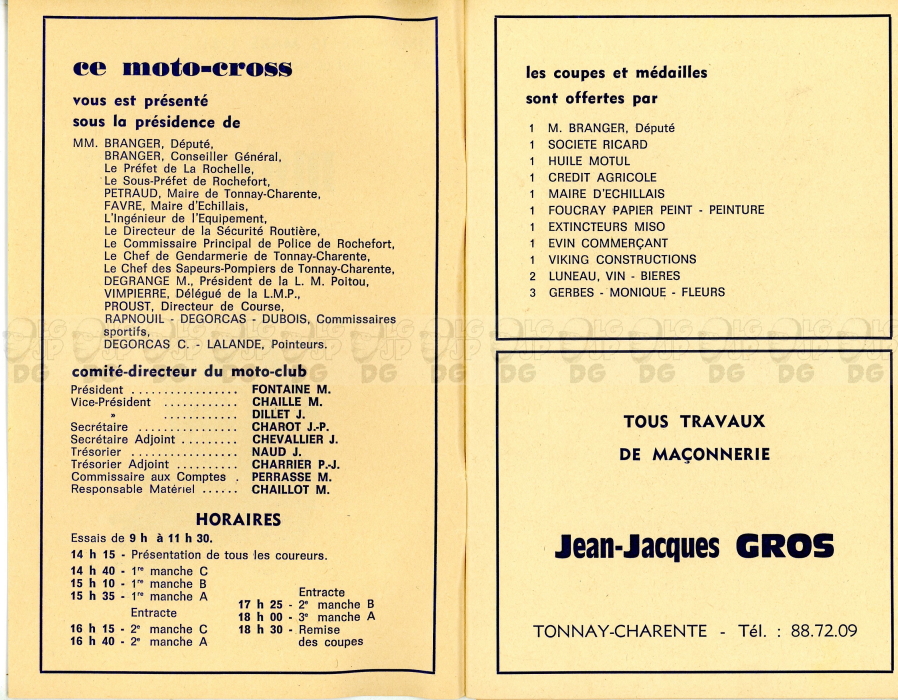 ce moto-cross
vous est présenté
sous la présidence de
MM. BRANGER, Député,
BRANGER, Conseiller Général,
Le Préfet de La Rochelle,
Le Sous-Préfet de Rochefort,
PETRAUD, Maire de Tonnay-Charente,
FAVRE, Maire d'Echillais,
L'Ingénieur de l'Equipement,
Le Directeur de la Sécurité Routière,
Le Commissaire Principal de Police de Rochefort,
Le Chef de Gendarmerie de Tonnay-Charente,
Le Chef des Sapeurs-Pompiers de Tonnay-Charente,
DEGRANGE M., Président de la L. M. Poitou,
VIMPIERRE, Délégué de la L.M.P.,
PROUST, Directeur de Course,
RAPNOUIL - DEGORCAS - DUBOIS, Commissaires
sportifs,
DEGORCAS C. - LALANDE, Pointeurs.
comité-directeur du moto-club
Président ................ FONTAINE M.
Vice-Président ........... CHAILLE M.
» ........... DILLET J.
Secrétaire ............... CHAROT J.-P.
Secrétaire Adjoint ......... CHEVALLIER J.
Trésorier ................ NAUD J.
Trésorier Adjoint .......... CHARRIER P.-J.
Commissaire aux Comptes . PERRASSE M.
Responsable Matériel ...... CHAILLOT M.
HORAIRES
Essais de 9 h à 11 h 30.
14 h 15 - Présentation de tous les coureurs.
14 h 40 - 1re manche C
15 h 10 - 1re manche B
15 h 35 - 1re manche A
Entracte
16 h 15 - 2e manche C
16 h 40 - 2e manche A
Entracte
17 h 25 - 2e manche B
18 h 00 - 3e manche A
18 h 30 - Remise
des coupes
les coupes et médailles
sont offertes par
1 M. BRANGER, Député
1 SOCIETE RICARD
1 HUILE MOTUL
1 CREDIT AGRICOLE
1 MAIRE D'ECHILLAIS
1 FOUCRAY PAPIER PEINT - PEINTURE
1 EXTINCTEURS MISO
1 EVIN COMMERÇANT
1 VIKING CONSTRUCTIONS
2 LUNEAU, VIN - BIERES
3 GERBES - MONIQUE - FLEURS
TOUS TRAVAUX
DE MAÇONNERIE
Jean-Jacques GROS
TONNAY-CHARENTE - Tél. : 88.72.09